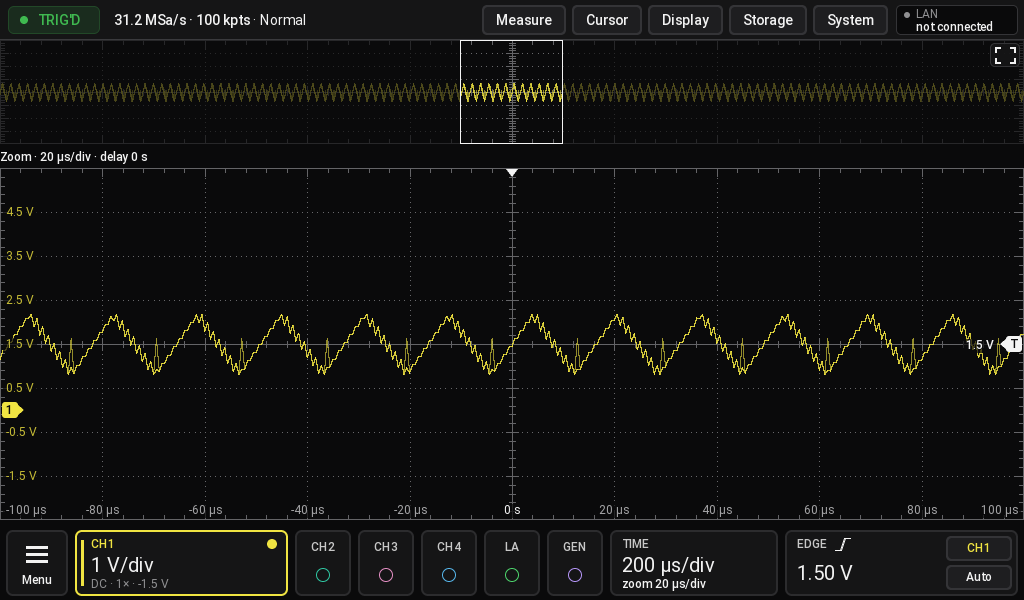 TRIG'D
31.2 MSa/s · 100 kpts · Normal
Measure
Cursor
Display
Storage
System
LAN
not connected
Zoom · 20 µs/div · delay 0 s
4.5 V
3.5 V
2.5 V
1.5 V
1.5 V
T
0.5 V
1
-0.5 V
-1.5 V
-100 µs
-80 µs
-60 µs
-40 µs
-20 µs
0 s
20 µs
40 µs
60 µs
80 µs
100 µs
Menu
CH1
1 V/div
DC · 1× · -1.5 V
CH2
CH3
CH4
LA
GEN
TIME
200 µs/div
zoom 20 µs/div
EDGE
1.50 V
CH1
Auto